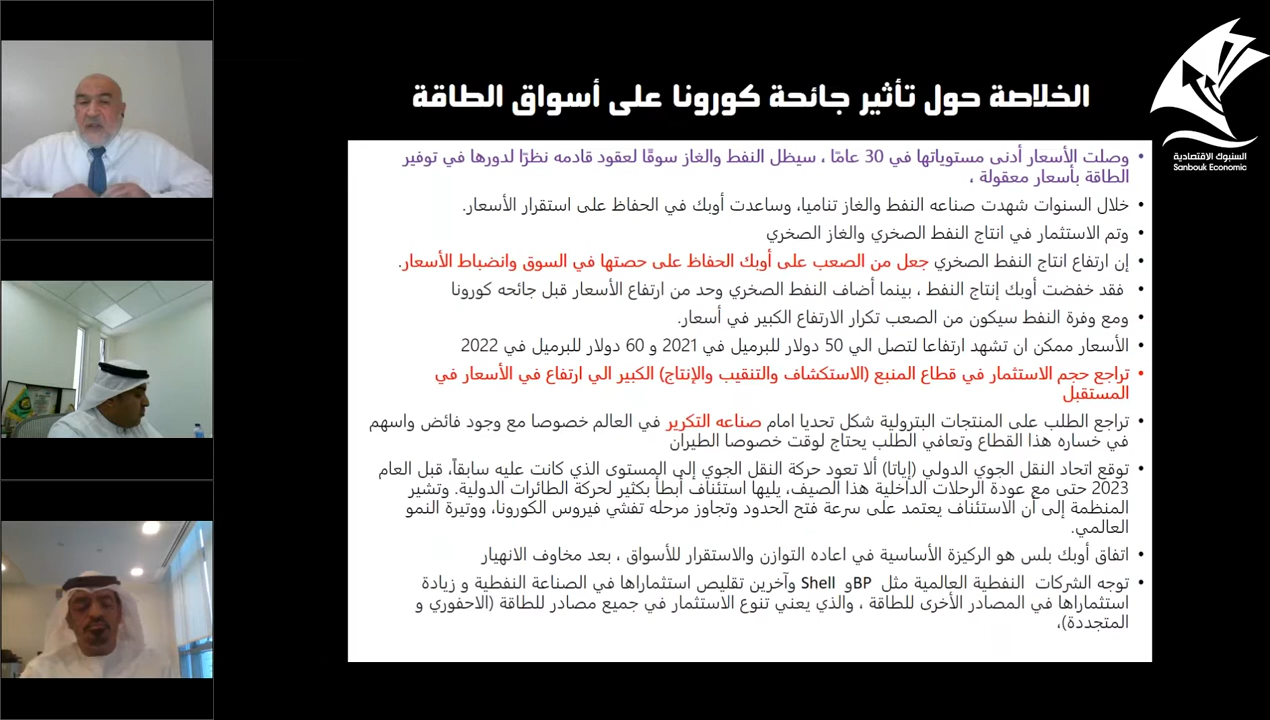 الخلاصة حول تأثير جائحة كورونا على أسواق الطاقة
السنبوك الاقتصادية
Sanbouk Economic
• وصلت الأسعار أدنى مستوياتها في 30 عامًا ، سيظل النفط والغاز سوقًا لعقود قادمه نظرًا لدورها في توفير
الطاقة بأسعار معقولة ،
• خلال السنوات شهدت صناعه النفط والغاز تناميا، وساعدت أوبك في الحفاظ على استقرار الأسعار.
• وتم الاستثمار في انتاج النفط الصخري والغاز الصخري
• إن ارتفاع انتاج النفط الصخري جعل من الصعب على أوبك الحفاظ على حصتها في السوق وانضباط الأسعار.
• فقد خفضت أوبك إنتاج النفط ، بينما أضاف النفط الصخري وحد من ارتفاع الأسعار قبل جائحه كورونا
• ومع وفرة النفط سيكون من الصعب تكرار الارتفاع الكبير في أسعار.
• الأسعار ممكن ان تشهد ارتفاعا لتصل الي 50 دولار للبرميل في 2021 و 60 دولار للبرميل في 2022
• تراجع حجم الاستثمار في قطاع المنبع (الاستكشاف والتنقيب والإنتاج) الكبير الي ارتفاع في الأسعار في
المستقبل
• تراجع الطلب على المنتجات البترولية شكل تحديا امام صناعه التكرير في العالم خصوصا مع وجود فائض واسهم
في خساره هذا القطاع وتعافي الطلب يحتاج لوقت خصوصا الطيران
• توقع اتحاد النقل الجوي الدولي (إياتا) ألا تعود حركة النقل الجوي إلى المستوى الذي كانت عليه سابقاً، قبل العام
2023 حتى مع عودة الرحلات الداخلية هذا الصيف، يليها استئناف أبطأ بكثير لحركة الطائرات الدولية. وتشير
المنظمة إلى أن الاستئناف يعتمد على سرعة فتح الحدود وتجاوز مرحله تفشي فيروس الكورونا، ووتيرة النمو
العالمي.
• اتفاق أوبك بلس هو الركيزة الأساسية في اعاده التوازن والاستقرار للأسواق ، بعد مخاوف الانهيار
• توجه الشركات النفطية العالمية مثل BPو Shell وآخرين تقليص استثماراها في الصناعة النفطية و زيادة
استثماراها في المصادر الأخرى للطاقة ، والذي يعني تنوع الاستثمار في جميع مصادر للطاقة (الاحفوري و
المتجددة)،